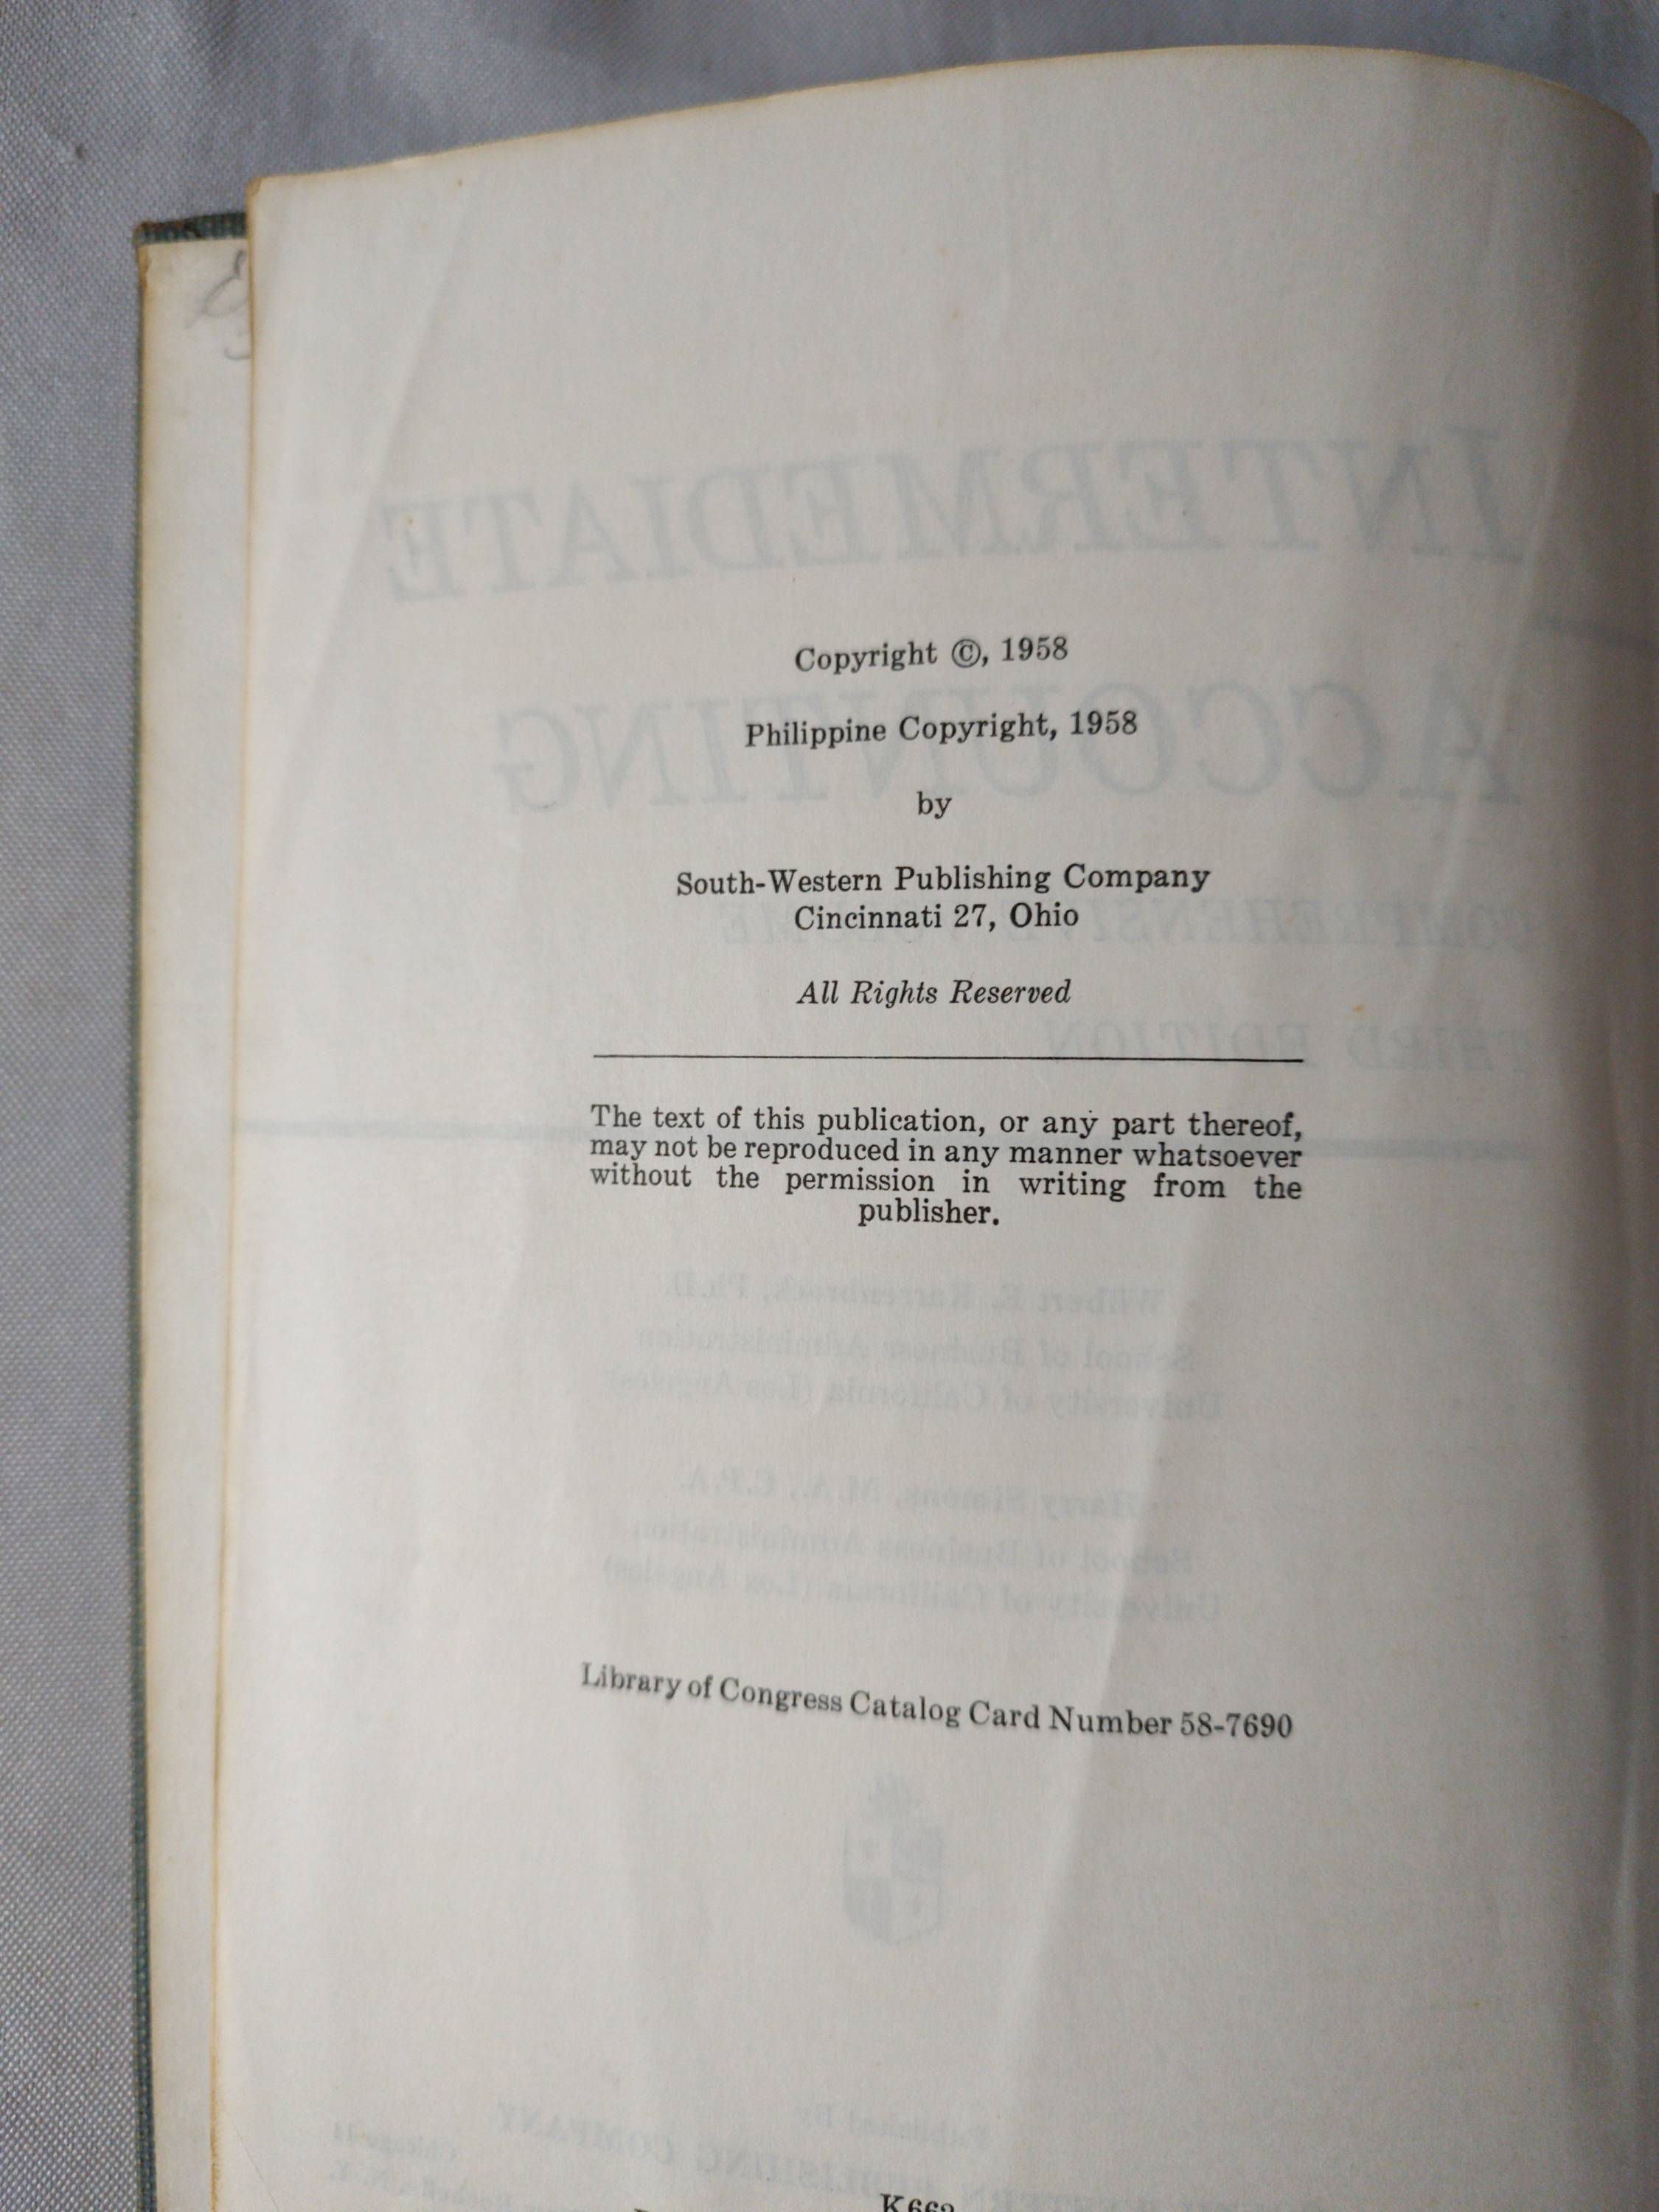 Copyright ©, 1958
Philippine Copyright, 1958
by
South-Western Publishing Company
Cincinnati 27, Ohio
All Rights Reserved
The text of this publication, or any part thereof,
may not be reproduced in any manner whatsoever
without the permission in writing from the
publisher.
Library of Congress Catalog Card Number 58-7690
K662